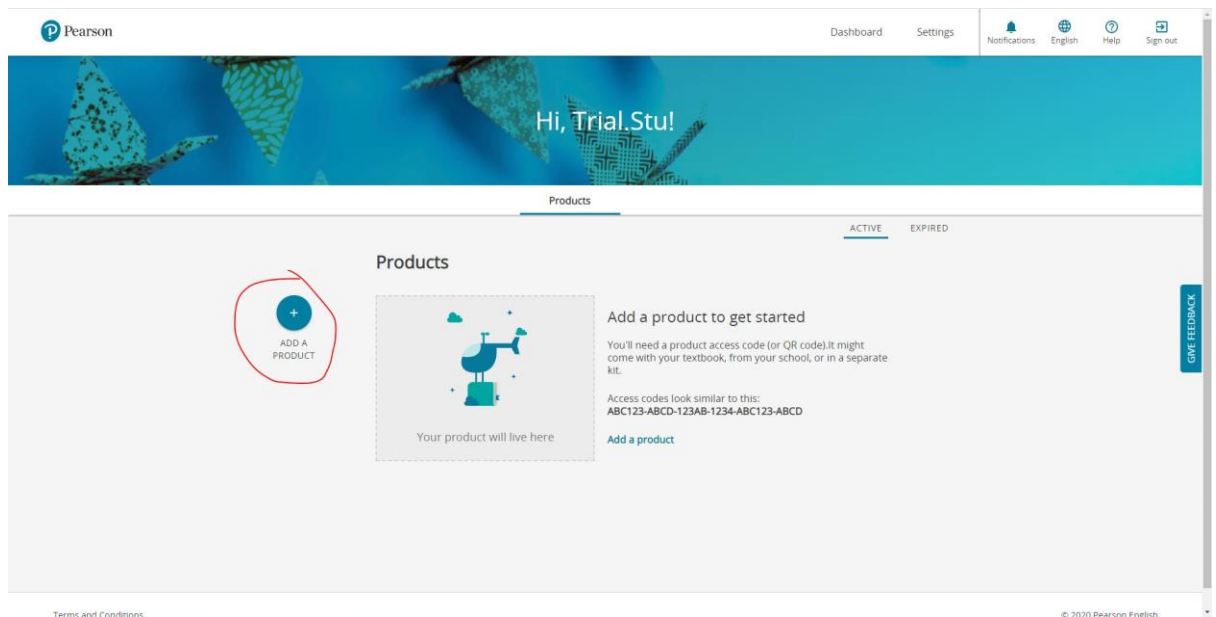 Pearson
Dashboard
Settings
Notifications
English
Help
Sign out
Hi, Trial.Stu!
Products
ACTIVE
EXPIRED
Products
ADD A
PRODUCT
Your product will live here
Add a product to get started
You'll need a product access code (or QR code).It might
come with your textbook, from your school, or in a separate
kit.
Access codes look similar to this:
ABC123-ABCD-123AB-1234-ABC123-ABCD
Add a product
GIVE FEEDBACK
Terms and Conditions
© 2020 Pearson English